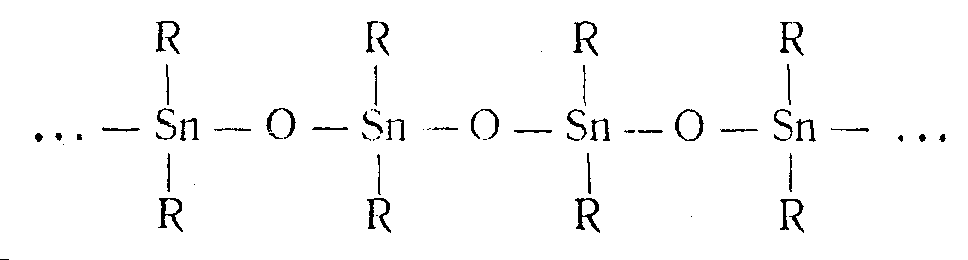 R R R R
... — Sn — O — Sn — O — Sn — O — Sn — ...
R R R R